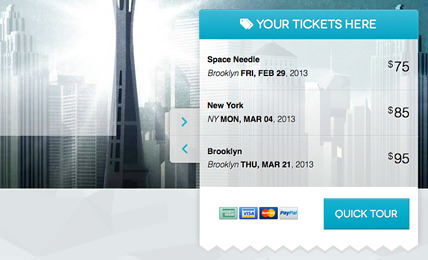 YOUR TICKETS HERE
Space Needle
Brooklyn FRI, FEB 29, 2013
$75
New York
NY MON, MAR 04, 2013
$85
Brooklyn
Brooklyn THU, MAR 21, 2013
$95
VISA
MasterCard
PayPal
QUICK TOUR